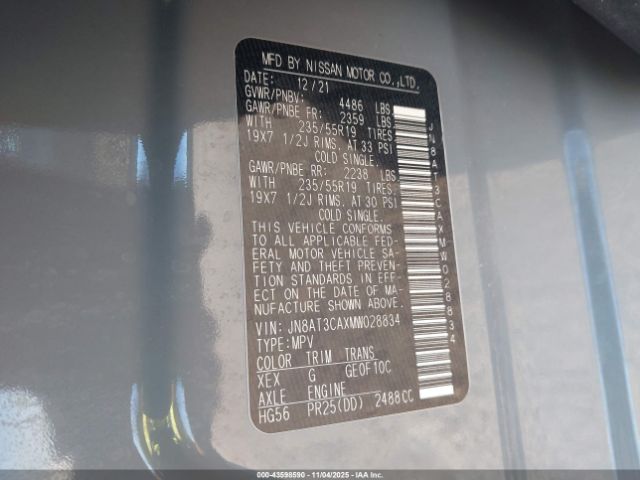 MFD BY NISSAN MOTOR CO.,LTD.
DATE: 12/21
GVWR/PNBV: 4486 LBS
GAWR/PNBE FR: 2359 LBS
WITH 235/55R19 TIRES
19X7 1/2J RIMS. AT 33 PSI
COLD SINGLE.
GAWR/PNBE RR: 2238 LBS
WITH 235/55R19 TIRES
19X7 1/2J RIMS. AT 30 PSI
COLD SINGLE.
THIS VEHICLE CONFORMS
TO ALL APPLICABLE FED-
ERAL MOTOR VEHICLE SA-
FETY AND THEFT PREVEN-
TION STANDARDS IN EFF-
ECT ON THE DATE OF MA-
NUFACTURE SHOWN ABOVE.
VIN: JN8AT3CAXMW028834
TYPE:MPV
COLOR TRIM TRANS
XEX G GEOF10C
AXLE ENGINE
HG56 PR25(DD) 2488CC
JN8AT3CAXMW028834
000-43598590 - 11/04/2025 - IAA Inc.